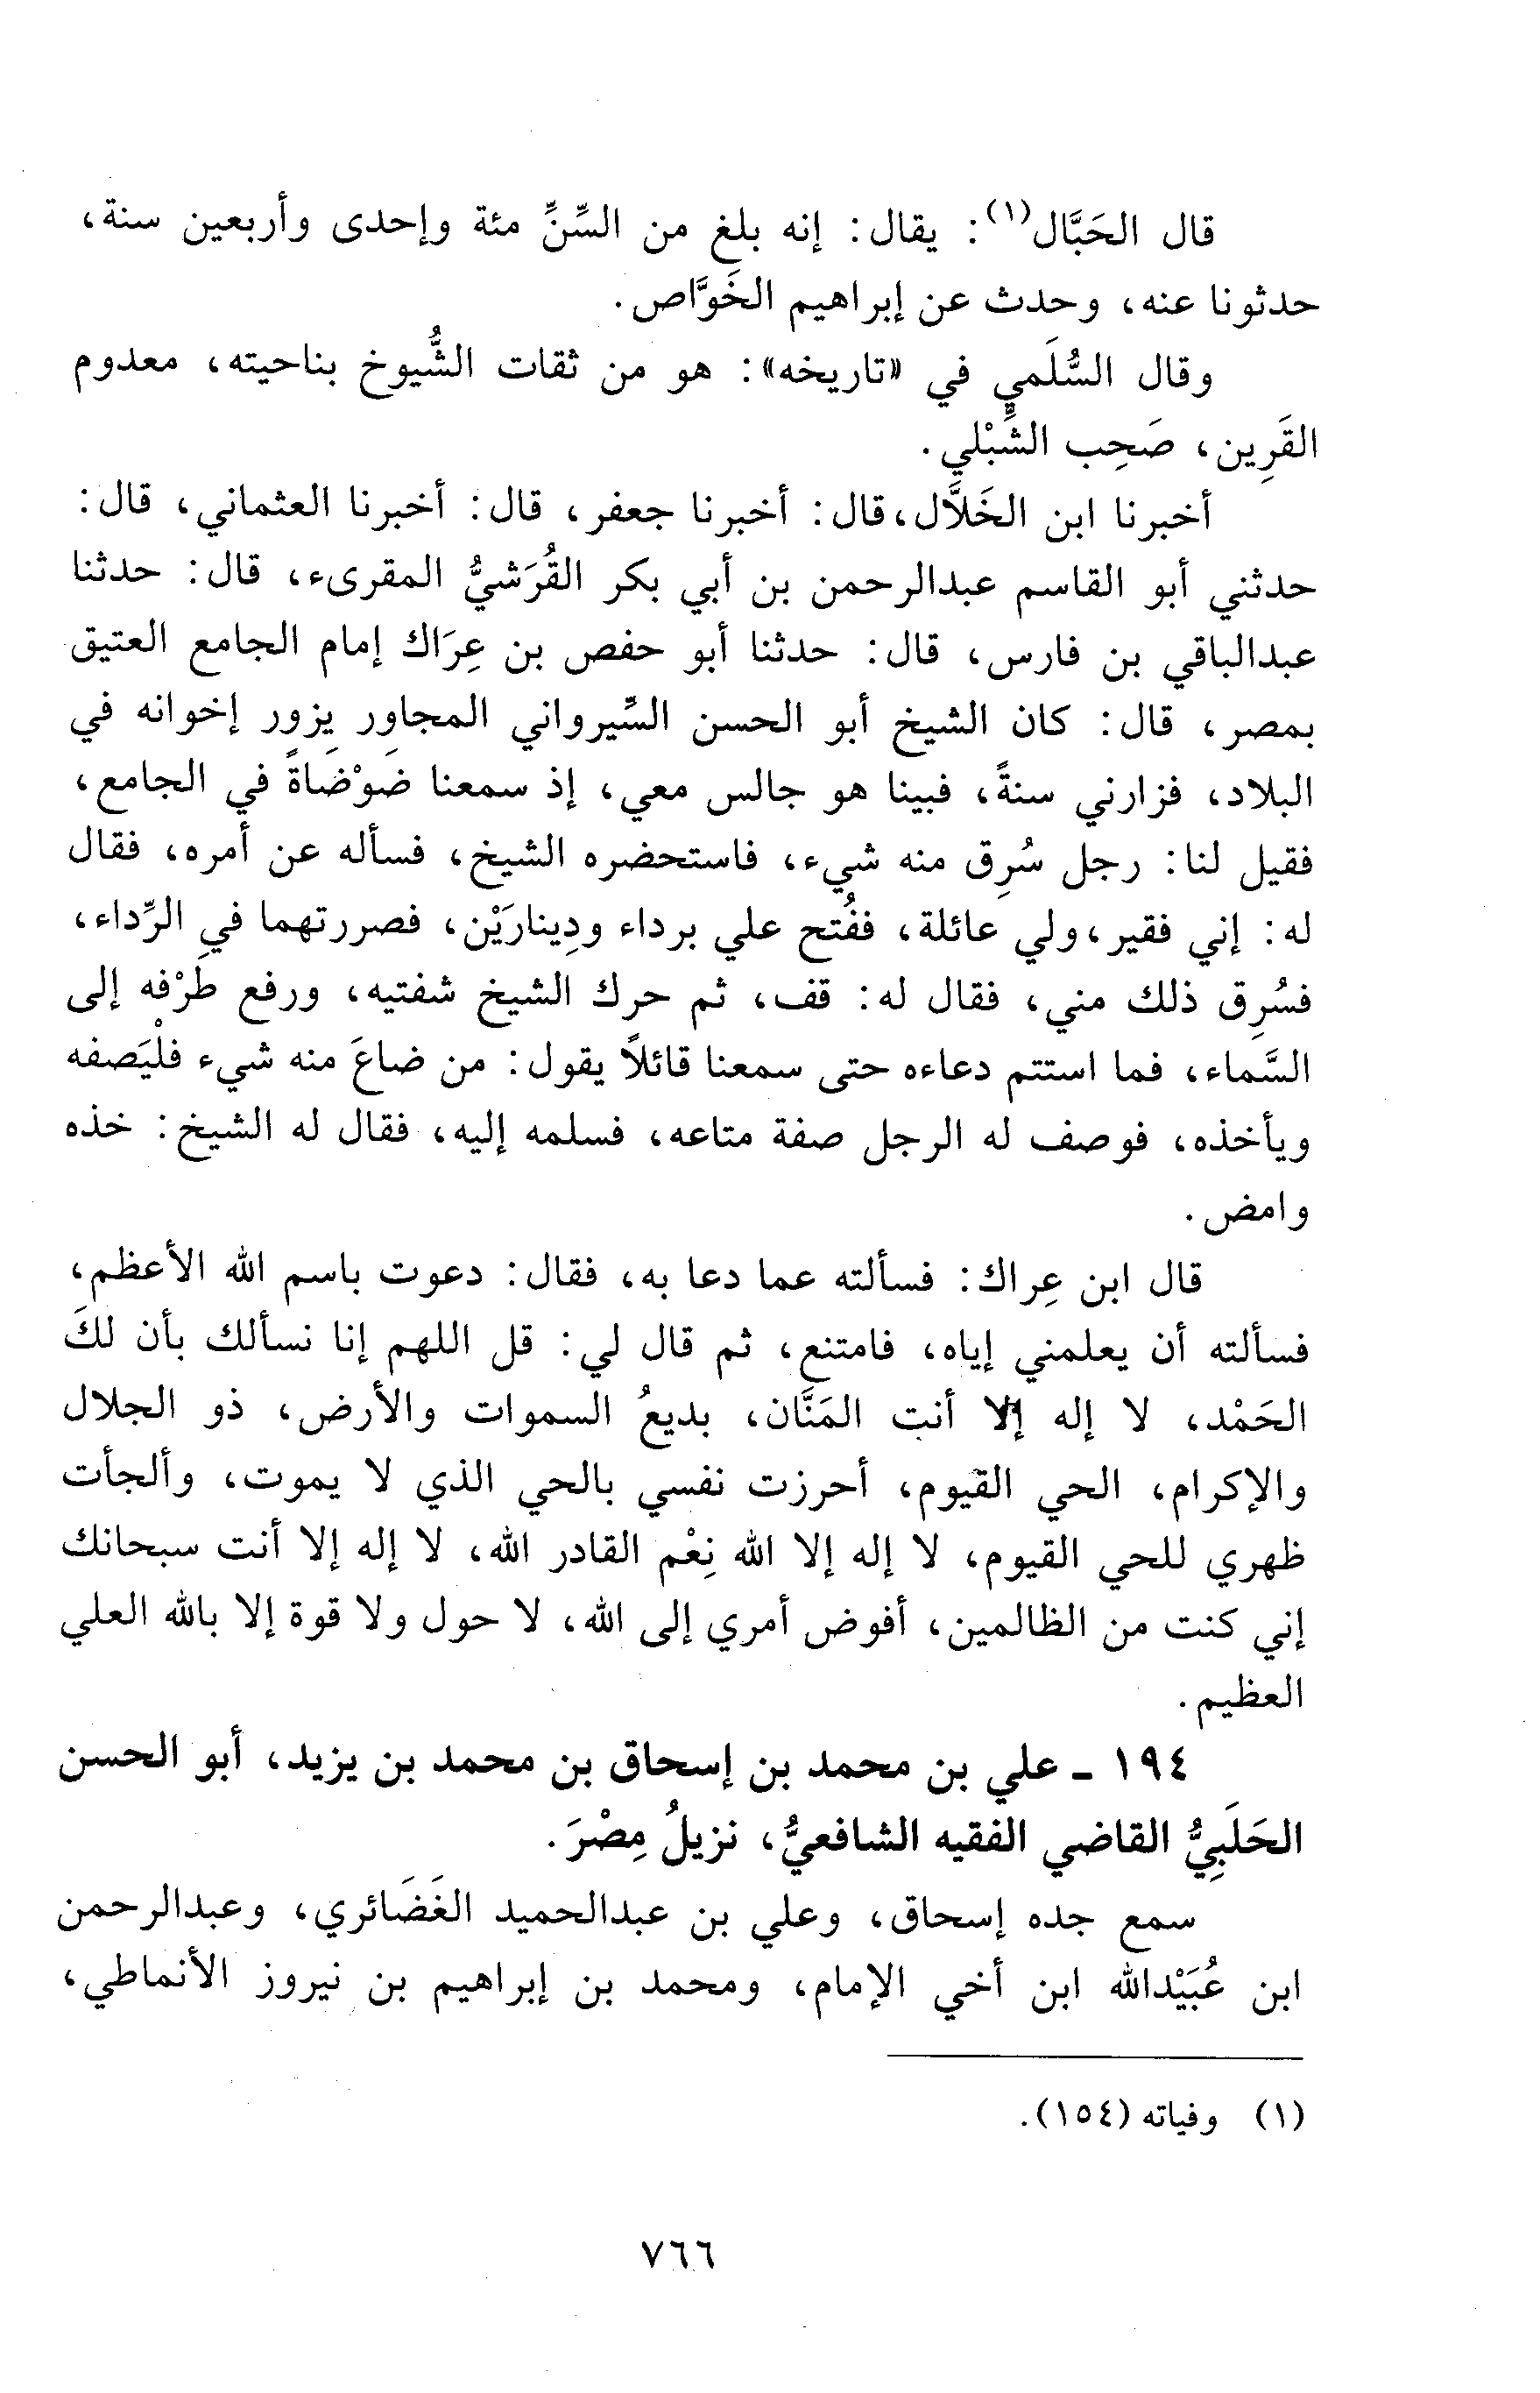 قال الحَبَّال(١): يقال: إنه بلغ من السِّنِّ مئة وإحدى وأربعين سنة،
حدثونا عنه، وحدث عن إبراهيم الخَوَّاص.
وقال السُّلَمي في «تاريخه»: هو من ثقات الشُّيوخ بناحيته، معدوم
القَرِين، صَحِب الشِّبْلي.
أخبرنا ابن الخَلاَّل، قال: أخبرنا جعفر، قال: أخبرنا العثماني، قال:
حدثني أبو القاسم عبدالرحمن بن أبي بكر القُرَشيُّ المقرىء، قال: حدثنا
عبدالباقي بن فارس، قال: حدثنا أبو حفص بن عِرَاك إمام الجامع العتيق
بمصر، قال: كان الشيخ أبو الحسن السِّيرواني المجاور يزور إخوانه في
البلاد، فزارني سنةً، فبينا هو جالس معي، إذ سمعنا ضَوْضَاةً في الجامع،
فقيل لنا: رجل سُرِق منه شيء، فاستحضره الشيخ، فسأله عن أمره، فقال
له: إني فقير، ولي عائلة، ففُتح علي برداء ودِينارَيْن، فصررتهما في الرِّداء،
فسُرِق ذلك مني، فقال له: قف، ثم حرك الشيخ شفتيه، ورفع طَرْفه إلى
السَّماء، فما استتم دعاءه حتى سمعنا قائلاً يقول: من ضاعَ منه شيء فلْيَصفه
ويأخذه، فوصف له الرجل صفة متاعه، فسلمه إليه، فقال له الشيخ: خذه
وامض.
قال ابن عِراك: فسألته عما دعا به، فقال: دعوت باسم الله الأعظم،
فسألته أن يعلمني إياه، فامتنع، ثم قال لي: قل اللهم إنا نسألك بأن لكَ
الحَمْد، لا إله إلا أنت المَنَّان، بديعُ السموات والأرض، ذو الجلال
والإكرام، الحي القيوم، أحرزت نفسي بالحي الذي لا يموت، وألجأت
ظهري للحي القيوم، لا إله إلا الله نِعْم القادر الله، لا إله إلا أنت سبحانك
إني كنت من الظالمين، أفوض أمري إلى الله، لا حول ولا قوة إلا بالله العلي
العظيم.
١٩٤ - علي بن محمد بن إسحاق بن محمد بن يزيد، أبو الحسن
الحَلَبِيُّ القاضي الفقيه الشافعيُّ، نزيلُ مِصْرَ.
سمع جده إسحاق، وعلي بن عبدالحميد الغَضَائري، وعبدالرحمن
ابن عُبَيْدالله ابن أخي الإمام، ومحمد بن إبراهيم بن نيروز الأنماطي،
(١) وفياته (١٥٤).
٧٦٦